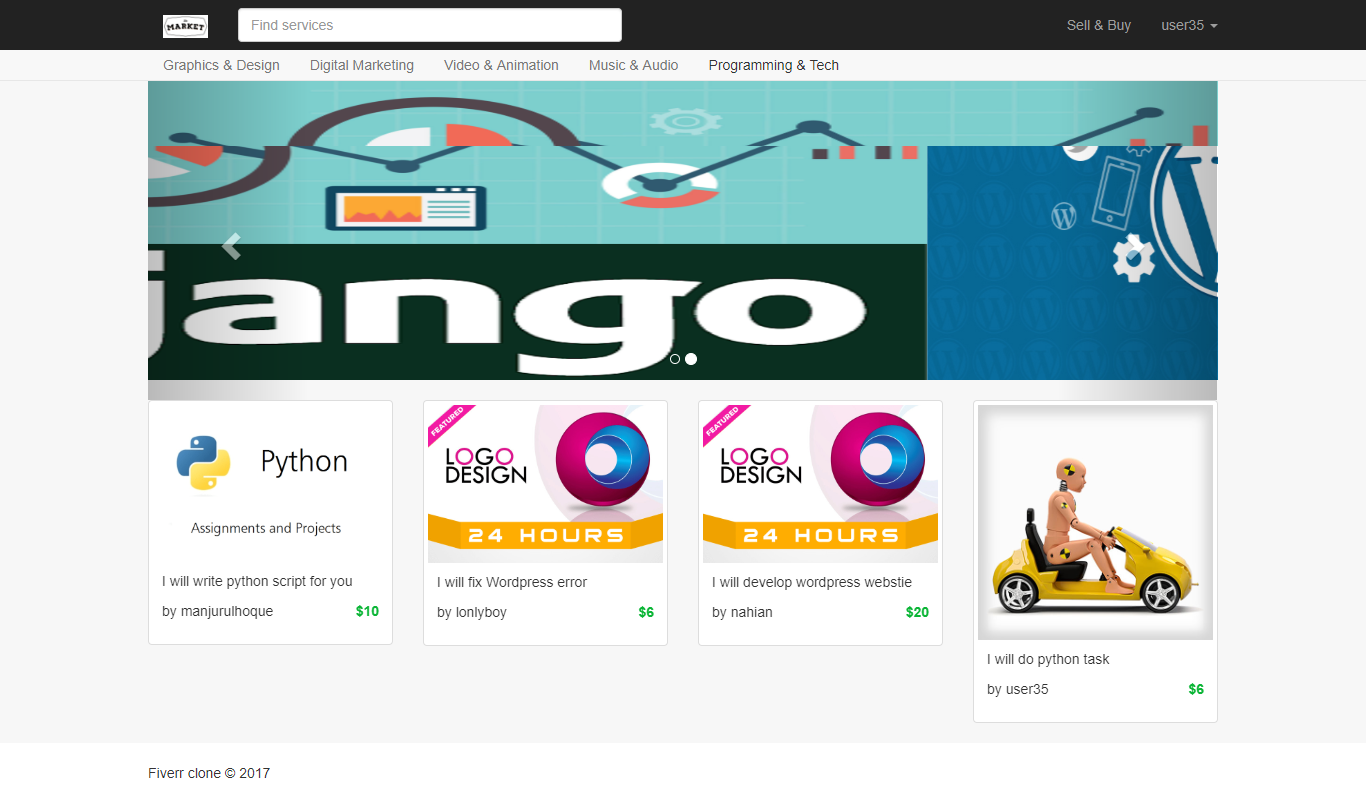 THE
MARKET
Find services
Sell & Buy
user35
Graphics & Design
Digital Marketing
Video & Animation
Music & Audio
Programming & Tech
jango
Python
Assignments and Projects
I will write python script for you
by manjurulhoque
$10
FEATURED
LOGO
DESIGN
24 HOURS
I will fix Wordpress error
by lonlyboy
$6
FEATURED
LOGO
DESIGN
24 HOURS
I will develop wordpress webstie
by nahian
$20
I will do python task
by user35
$6
Fiverr clone © 2017